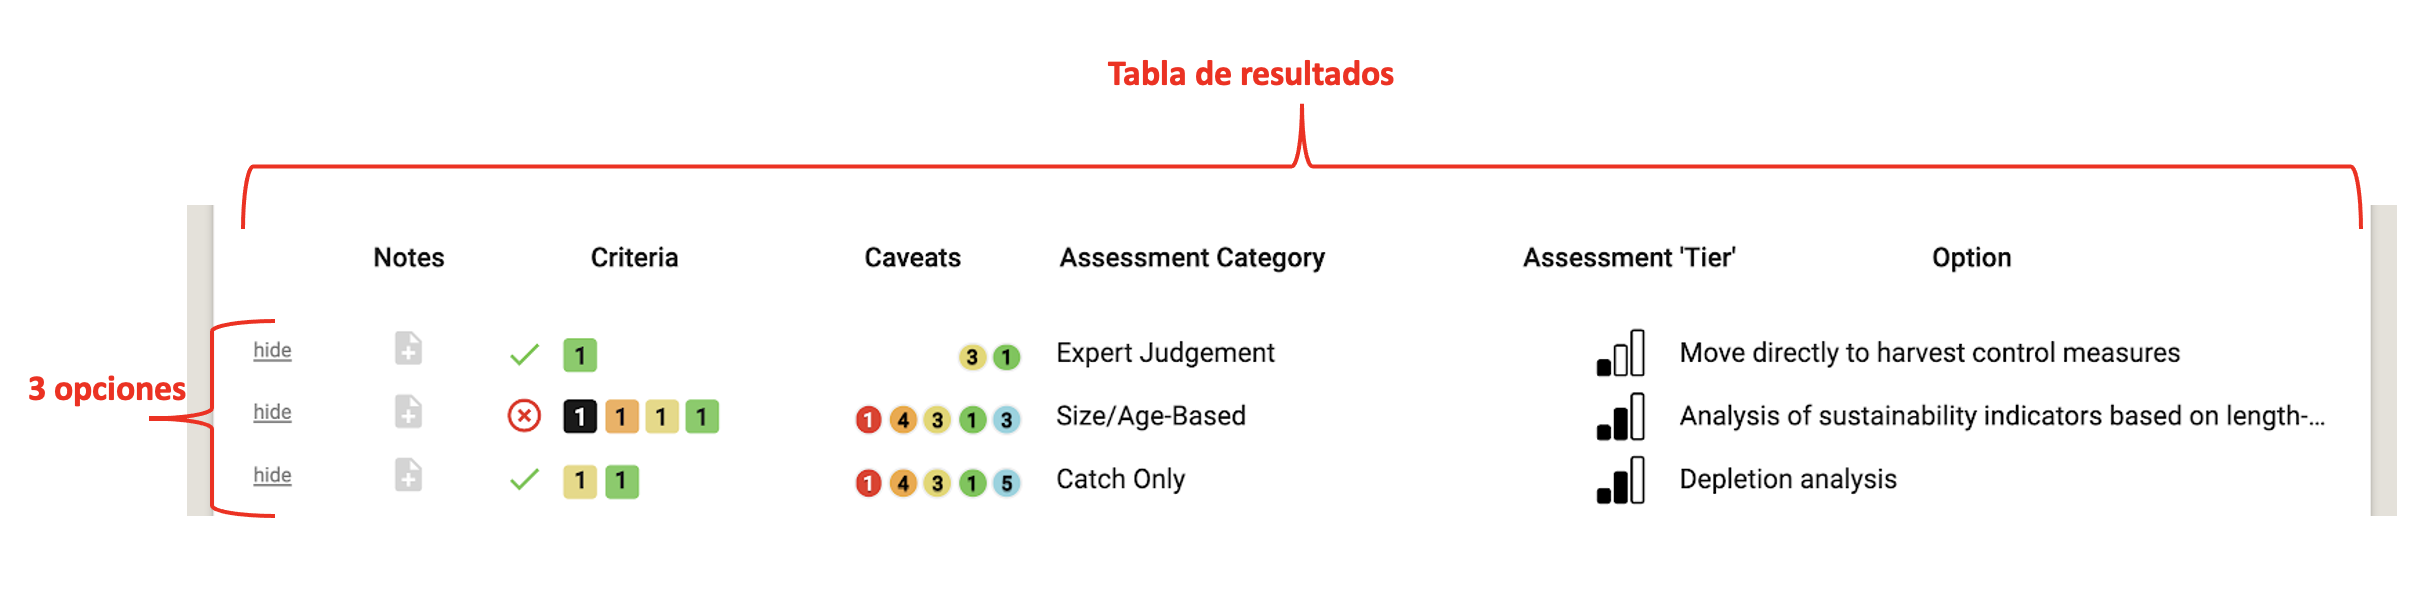 Tabla de resultados
Notes Criteria Caveats Assessment Category Assessment 'Tier' Option
hide 1 3 1 Expert Judgement Move directly to harvest control measures
3 opciones
hide 1 1 1 1 1 4 3 1 3 Size/Age-Based Analysis of sustainability indicators based on length-...
hide 1 1 1 4 3 1 5 Catch Only Depletion analysis